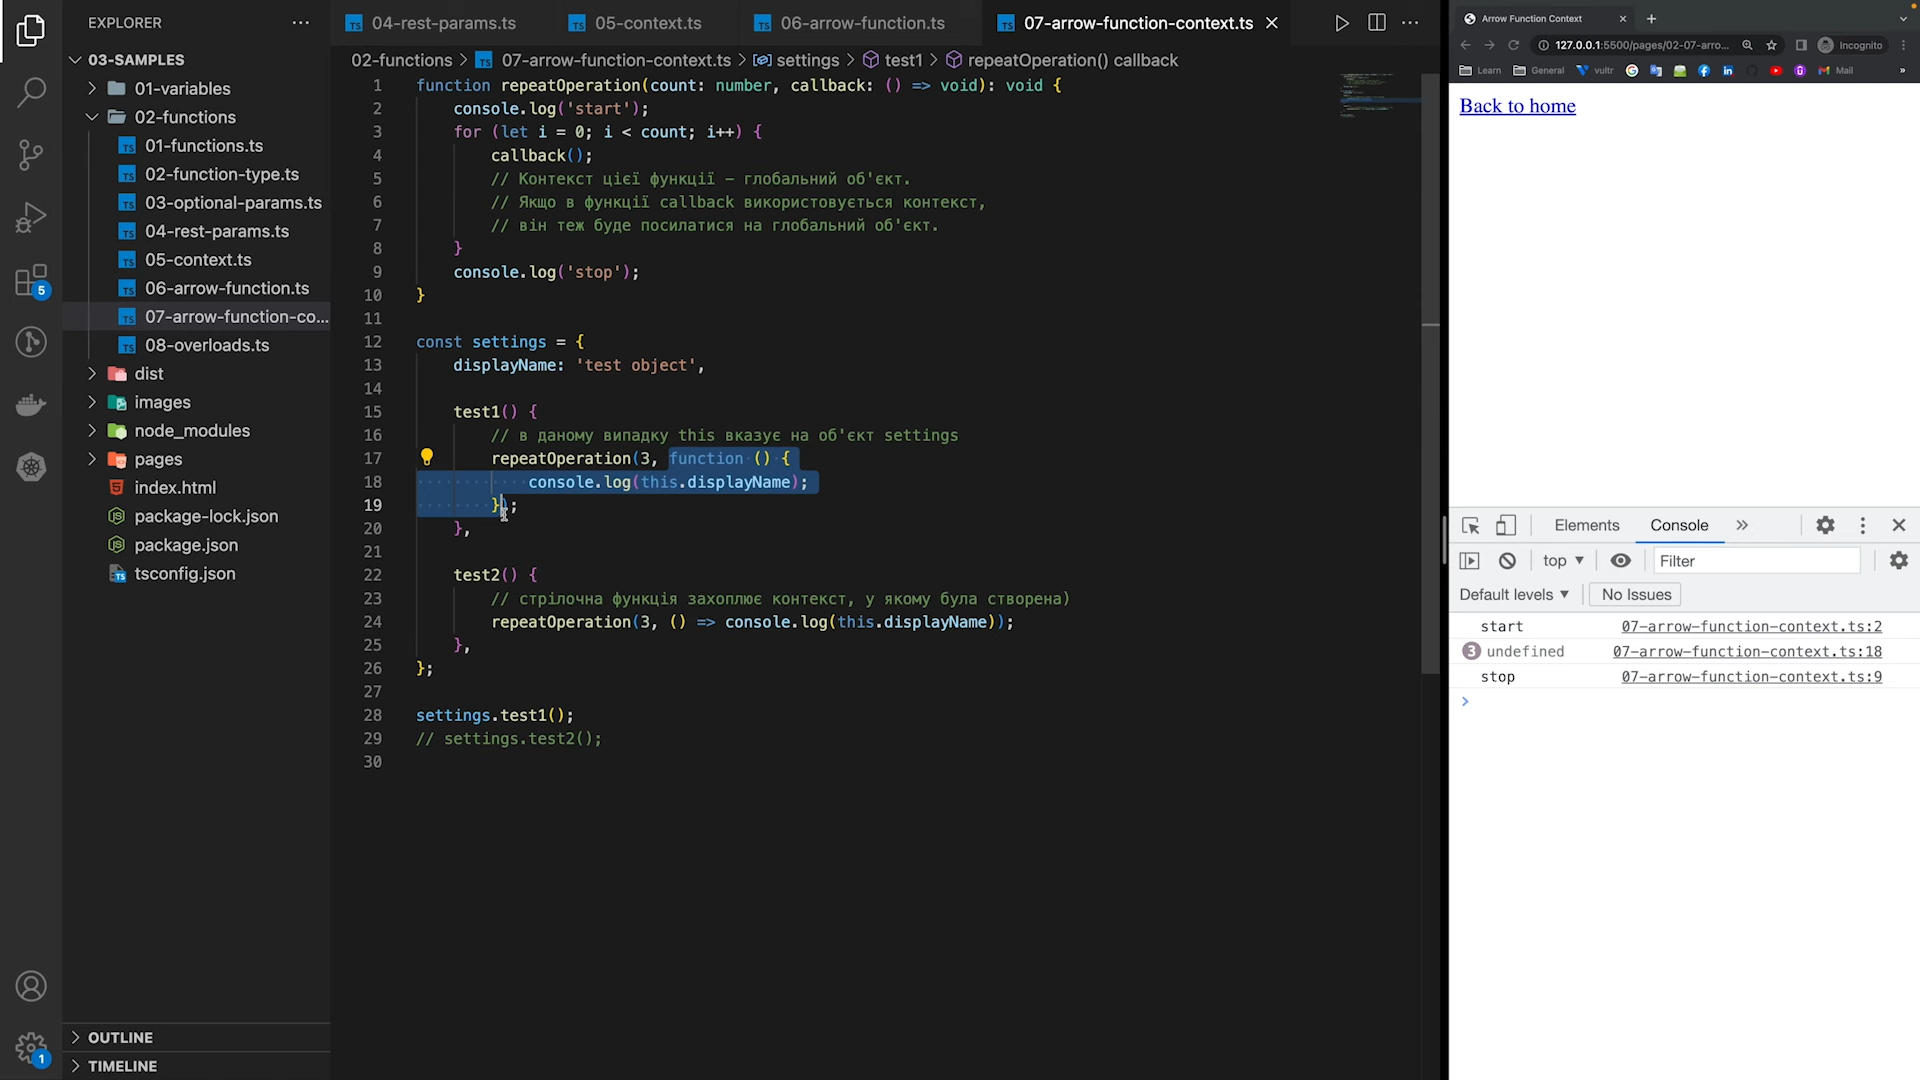 EXPLORER
03-SAMPLES
01-variables
02-functions
01-functions.ts
02-function-type.ts
03-optional-params.ts
04-rest-params.ts
05-context.ts
06-arrow-function.ts
07-arrow-function-co...
08-overloads.ts
dist
images
node_modules
pages
index.html
package-lock.json
package.json
tsconfig.json
OUTLINE
TIMELINE
5
1
04-rest-params.ts
05-context.ts
06-arrow-function.ts
07-arrow-function-context.ts
02-functions > 07-arrow-function-context.ts > settings > test1 > repeatOperation() callback
1 function repeatOperation(count: number, callback: () => void): void {
2 console.log('start');
3 for (let i = 0; i < count; i++) {
4 callback();
5 // Контекст цієї функції – глобальний об'єкт.
6 // Якщо в функції callback використовується контекст,
7 // він теж буде посилатися на глобальний об'єкт.
8 }
9 console.log('stop');
10 }
11
12 const settings = {
13 displayName: 'test object',
14
15 test1() {
16 // в даному випадку this вказує на об'єкт settings
17 repeatOperation(3, function () {
18 console.log(this.displayName);
19 });
20 },
21
22 test2() {
23 // стрілочна функція захоплює контекст, у якому була створена)
24 repeatOperation(3, () => console.log(this.displayName));
25 },
26 };
27
28 settings.test1();
29 // settings.test2();
30
Arrow Function Context
127.0.0.1:5500/pages/02-07-arro...
Incognito
Learn
General
vultr
Mail
»
Back to home
Elements
Console
»
top
Filter
Default levels
No Issues
start 07-arrow-function-context.ts:2
3 undefined 07-arrow-function-context.ts:18
stop 07-arrow-function-context.ts:9